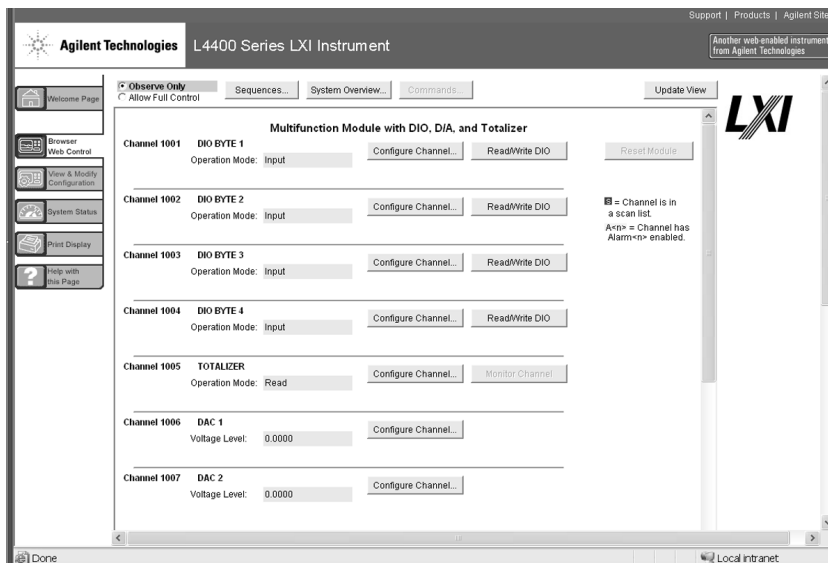 Support | Products | Agilent Site
Agilent Technologies
L4400 Series LXI Instrument
Another web-enabled instrument
from Agilent Technologies
Welcome Page
Browser
Web Control
View & Modify
Configuration
System Status
Print Display
Help with
this Page
Observe Only
Allow Full Control
Sequences...
System Overview...
Commands...
Update View
LXI
Multifunction Module with DIO, D/A, and Totalizer
Channel 1001 DIO BYTE 1
Operation Mode: Input
Configure Channel... Read/Write DIO
Reset Module
Channel 1002 DIO BYTE 2
Operation Mode: Input
Configure Channel... Read/Write DIO
S = Channel is in
a scan list.
A<n> = Channel has
Alarm<n> enabled.
Channel 1003 DIO BYTE 3
Operation Mode: Input
Configure Channel... Read/Write DIO
Channel 1004 DIO BYTE 4
Operation Mode: Input
Configure Channel... Read/Write DIO
Channel 1005 TOTALIZER
Operation Mode: Read
Configure Channel... Monitor Channel
Channel 1006 DAC 1
Voltage Level: 0.0000
Configure Channel...
Channel 1007 DAC 2
Voltage Level: 0.0000
Configure Channel...
Done
Local intranet